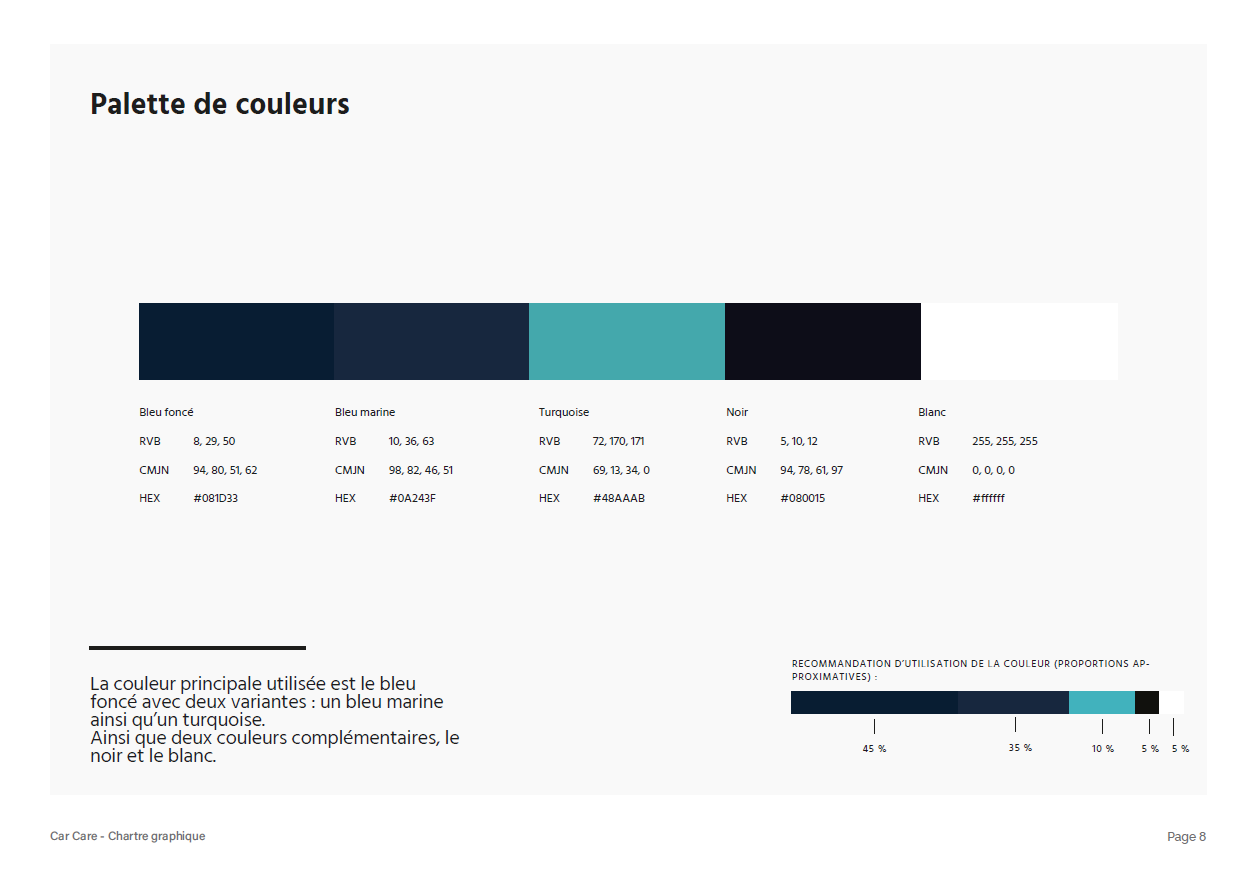 Palette de couleurs
Bleu foncé
RVB 8, 29, 50
CMJN 94, 80, 51, 62
HEX #081D33
Bleu marine
RVB 10, 36, 63
CMJN 98, 82, 46, 51
HEX #0A243F
Turquoise
RVB 72, 170, 171
CMJN 69, 13, 34, 0
HEX #48AAAB
Noir
RVB 5, 10, 12
CMJN 94, 78, 61, 97
HEX #080015
Blanc
RVB 255, 255, 255
CMJN 0, 0, 0, 0
HEX #ffffff
La couleur principale utilisée est le bleu
foncé avec deux variantes : un bleu marine
ainsi qu’un turquoise.
Ainsi que deux couleurs complémentaires, le
noir et le blanc.
RECOMMANDATION D’UTILISATION DE LA COULEUR (PROPORTIONS AP-
PROXIMATIVES) :
45 % 35 % 10 % 5 % 5 %
Car Care - Chartre graphique
Page 8